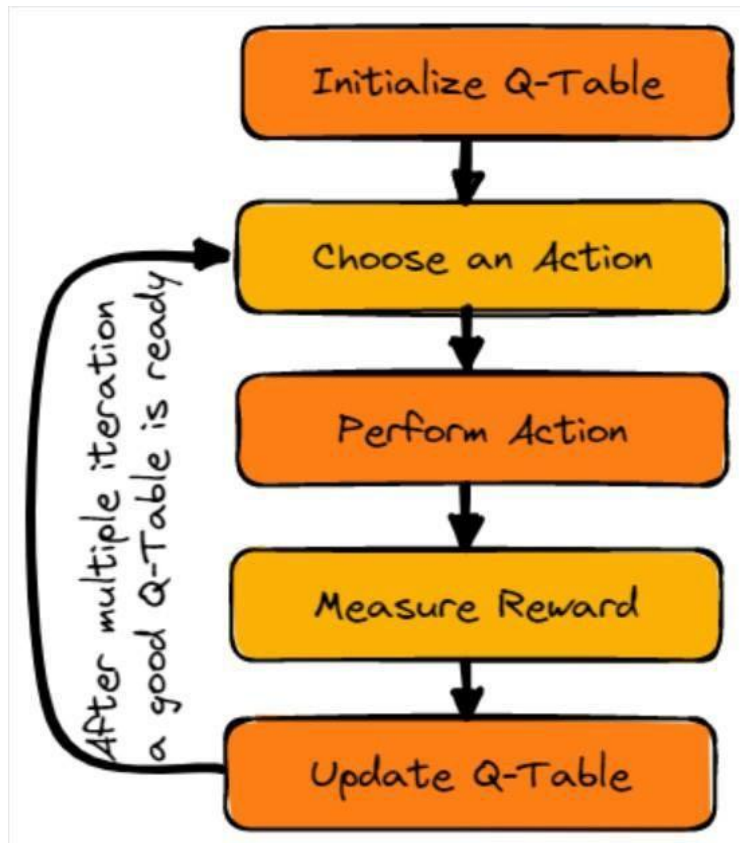 Initialize Q-Table
Choose an Action
Perform Action
Measure Reward
Update Q-Table
After multiple iteration
a good Q-Table is ready